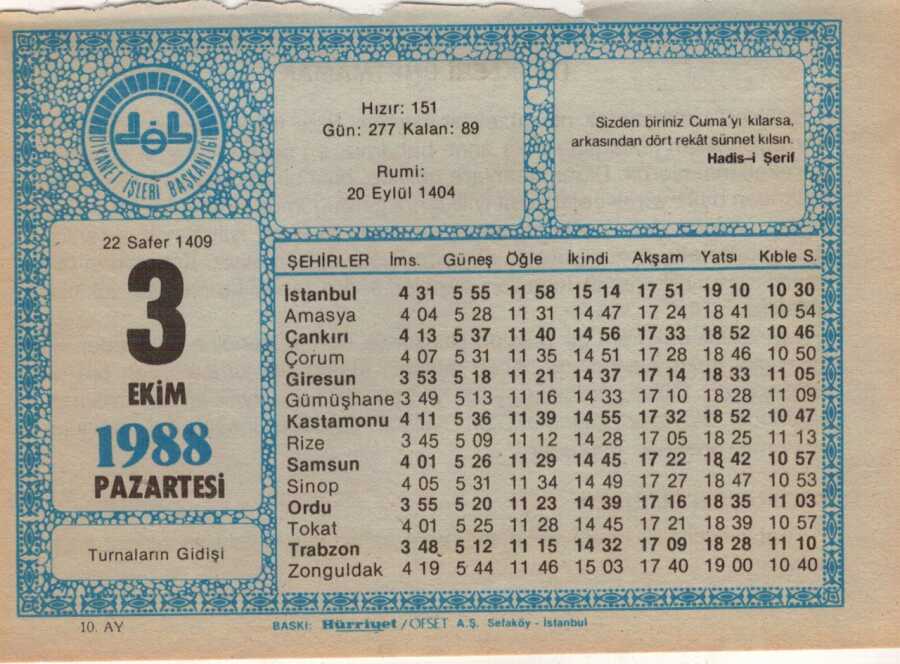 DİYANET İŞLERİ BAŞKANLIĞI
Hızır: 151
Gün: 277 Kalan: 89
Rumi:
20 Eylül 1404
Sizden biriniz Cuma'yı kılarsa,
arkasından dört rekât sünnet kılsın.
Hadis-i Şerif
22 Safer 1409
3
EKİM
1988
PAZARTESİ
Turnaların Gidişi
ŞEHİRLER İms. Güneş Öğle İkindi Akşam Yatsı Kıble S.
İstanbul 4 31 5 55 11 58 15 14 17 51 19 10 10 30
Amasya 4 04 5 28 11 31 14 47 17 24 18 41 10 54
Çankırı 4 13 5 37 11 40 14 56 17 33 18 52 10 46
Çorum 4 07 5 31 11 35 14 51 17 28 18 46 10 50
Giresun 3 53 5 18 11 21 14 37 17 14 18 33 11 05
Gümüşhane 3 49 5 13 11 16 14 33 17 10 18 28 11 09
Kastamonu 4 11 5 36 11 39 14 55 17 32 18 52 10 47
Rize 3 45 5 09 11 12 14 28 17 05 18 25 11 13
Samsun 4 01 5 26 11 29 14 45 17 22 18 42 10 57
Sinop 4 05 5 31 11 34 14 49 17 27 18 47 10 53
Ordu 3 55 5 20 11 23 14 39 17 16 18 35 11 03
Tokat 4 01 5 25 11 28 14 45 17 21 18 39 10 57
Trabzon 3 48 5 12 11 15 14 32 17 09 18 28 11 10
Zonguldak 4 19 5 44 11 46 15 03 17 40 19 00 10 40
10. AY
BASKI: Hürriyet / OFSET A.Ş. Sefaköy - İstanbul